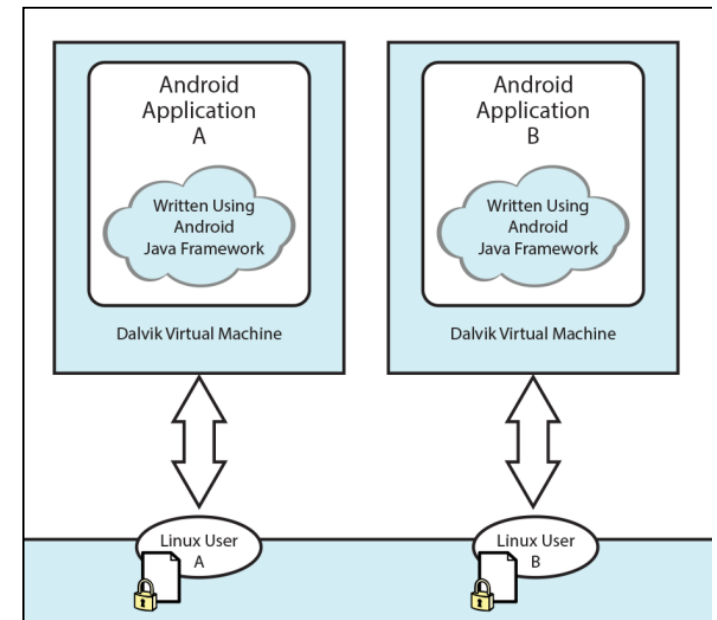 Android
Application
A
Written Using
Android
Java Framework
Dalvik Virtual Machine
Linux User
A
Android
Application
B
Written Using
Android
Java Framework
Dalvik Virtual Machine
Linux User
B